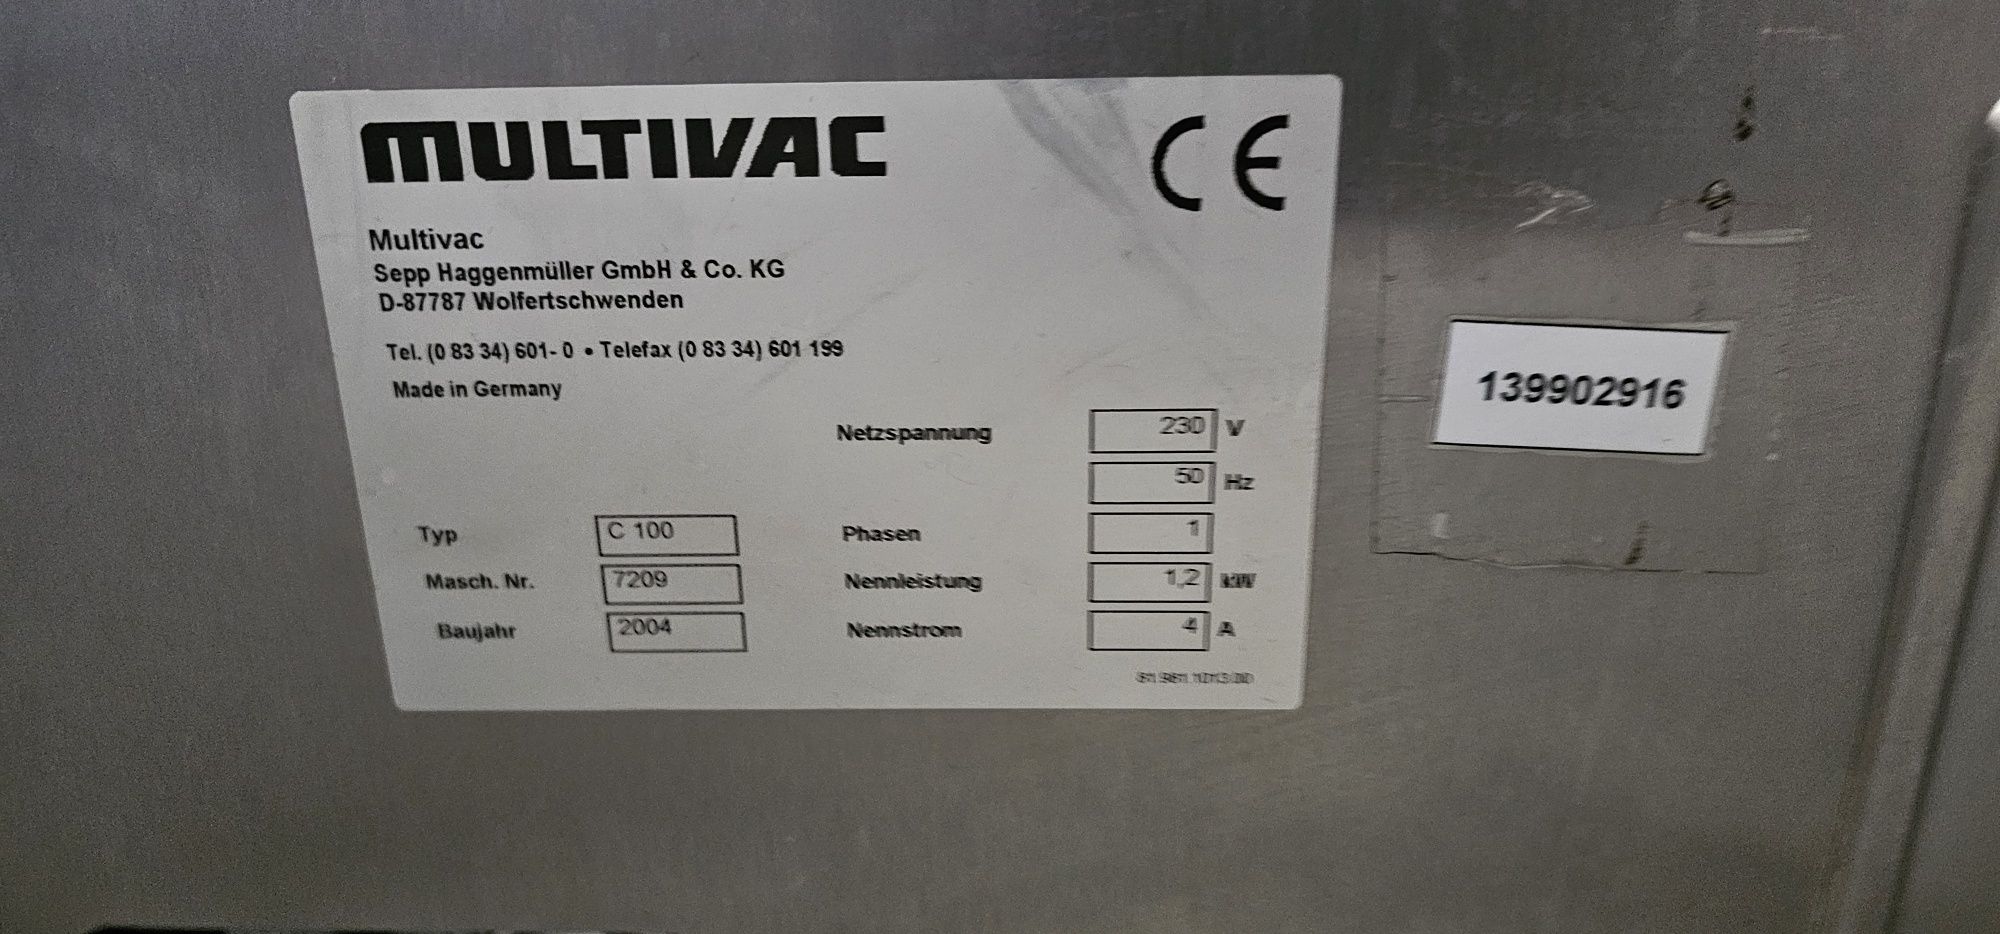 MULTIVAC
CE
Multivac
Sepp Haggenmüller GmbH & Co. KG
D-87787 Wolfertschwenden
Tel. (0 83 34) 601- 0 • Telefax (0 83 34) 601 199
Made in Germany
Netzspannung 230 V
50 Hz
Typ C 100 Phasen 1
Masch. Nr. 7209 Nennleistung 1,2 kW
Baujahr 2004 Nennstrom 4 A
139902916